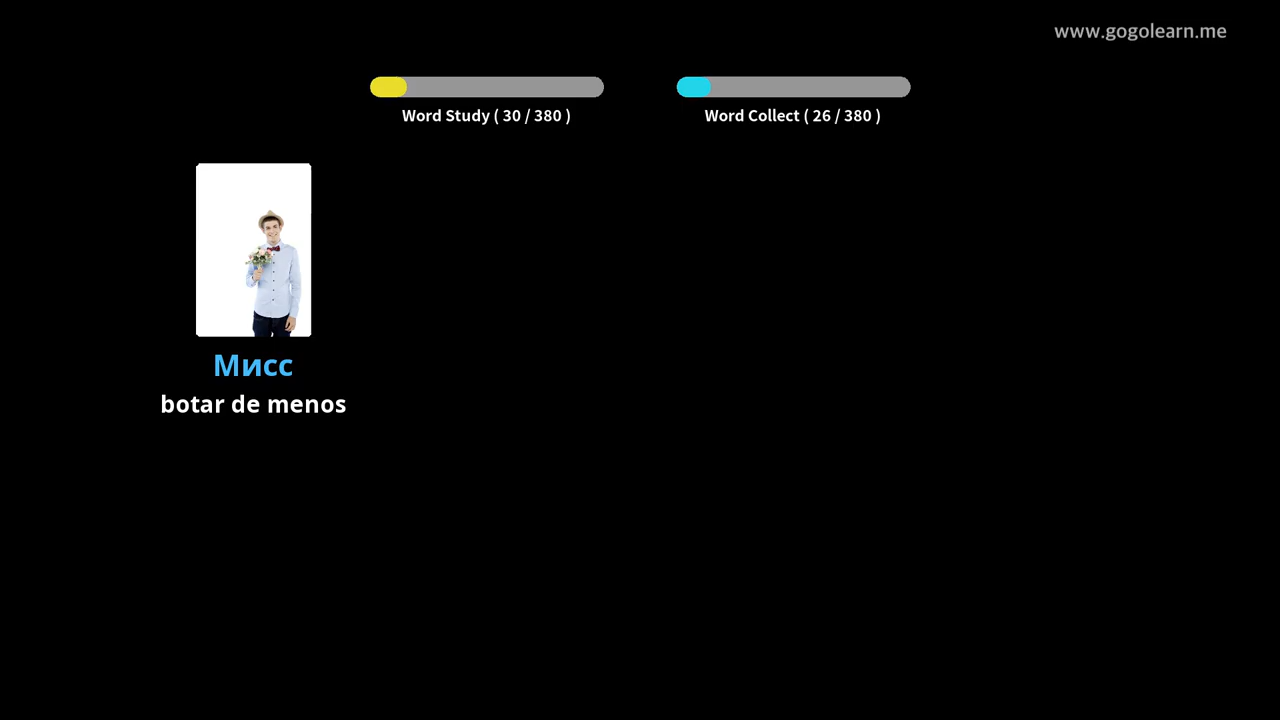 www.gogolearn.me
Word Study ( 30 / 380 )
Word Collect ( 26 / 380 )
Мисс
botar de menos